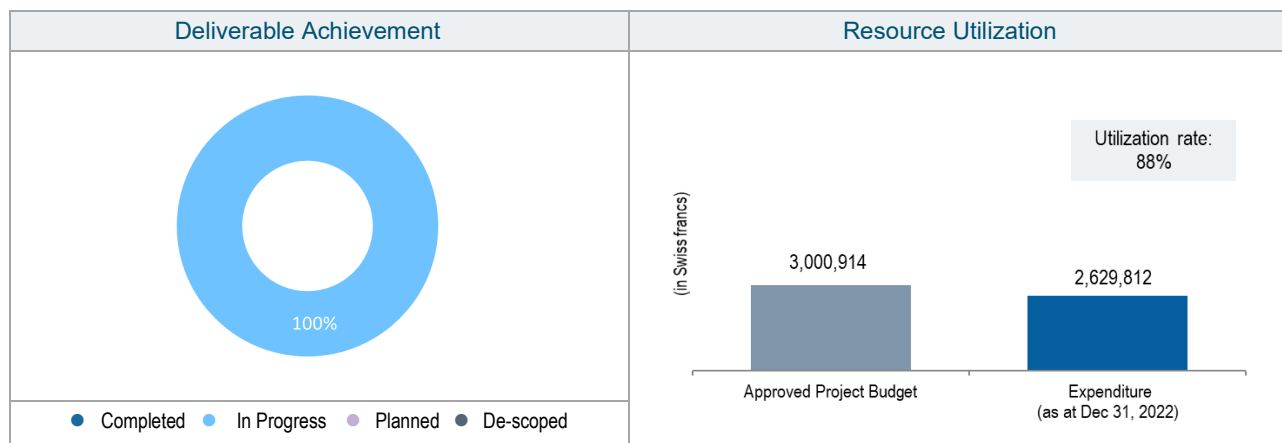 Deliverable Achievement
100%
Completed In Progress Planned De-scoped
Resource Utilization
Utilization rate:
88%
(in Swiss francs)
3,000,914
2,629,812
Approved Project Budget
Expenditure
(as at Dec 31, 2022)